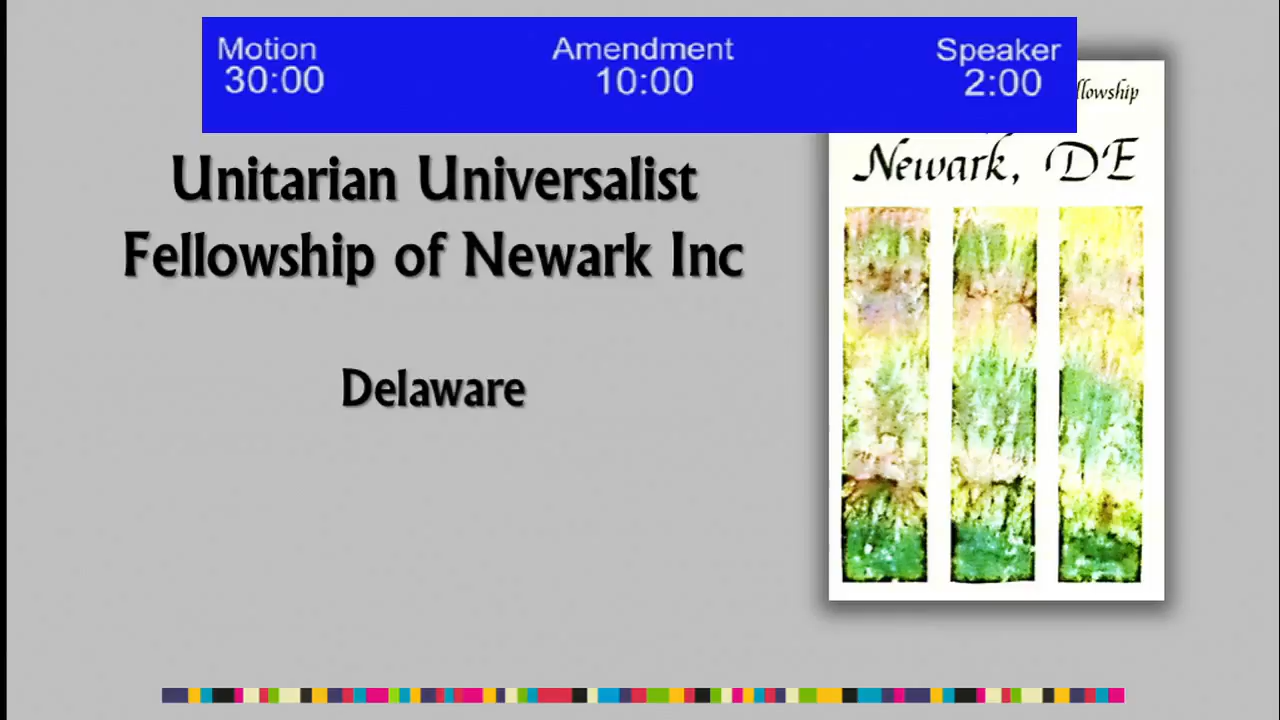 Motion Amendment Speaker
30:00 10:00 2:00
llowship
Newark, DE
Unitarian Universalist
Fellowship of Newark Inc
Delaware